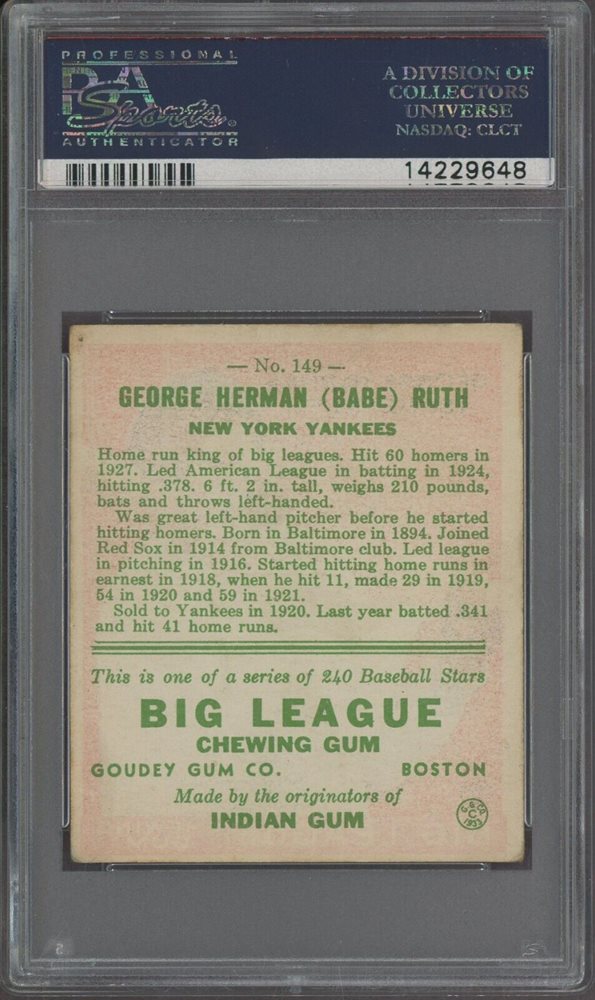 PROFESSIONAL
PSA
Sports
AUTHENTICATOR
A DIVISION OF
COLLECTORS
UNIVERSE
NASDAQ: CLCT
14229648
— No. 149 —
GEORGE HERMAN (BABE) RUTH
NEW YORK YANKEES
Home run king of big leagues. Hit 60 homers in
1927. Led American League in batting in 1924,
hitting .378. 6 ft. 2 in. tall, weighs 210 pounds,
bats and throws left-handed.
Was great left-hand pitcher before he started
hitting homers. Born in Baltimore in 1894. Joined
Red Sox in 1914 from Baltimore club. Led league
in pitching in 1916. Started hitting home runs in
earnest in 1918, when he hit 11, made 29 in 1919,
54 in 1920 and 59 in 1921.
Sold to Yankees in 1920. Last year batted .341
and hit 41 home runs.
This is one of a series of 240 Baseball Stars
BIG LEAGUE
CHEWING GUM
GOUDEY GUM CO. BOSTON
Made by the originators of
INDIAN GUM
G. G. CO.
C
1933